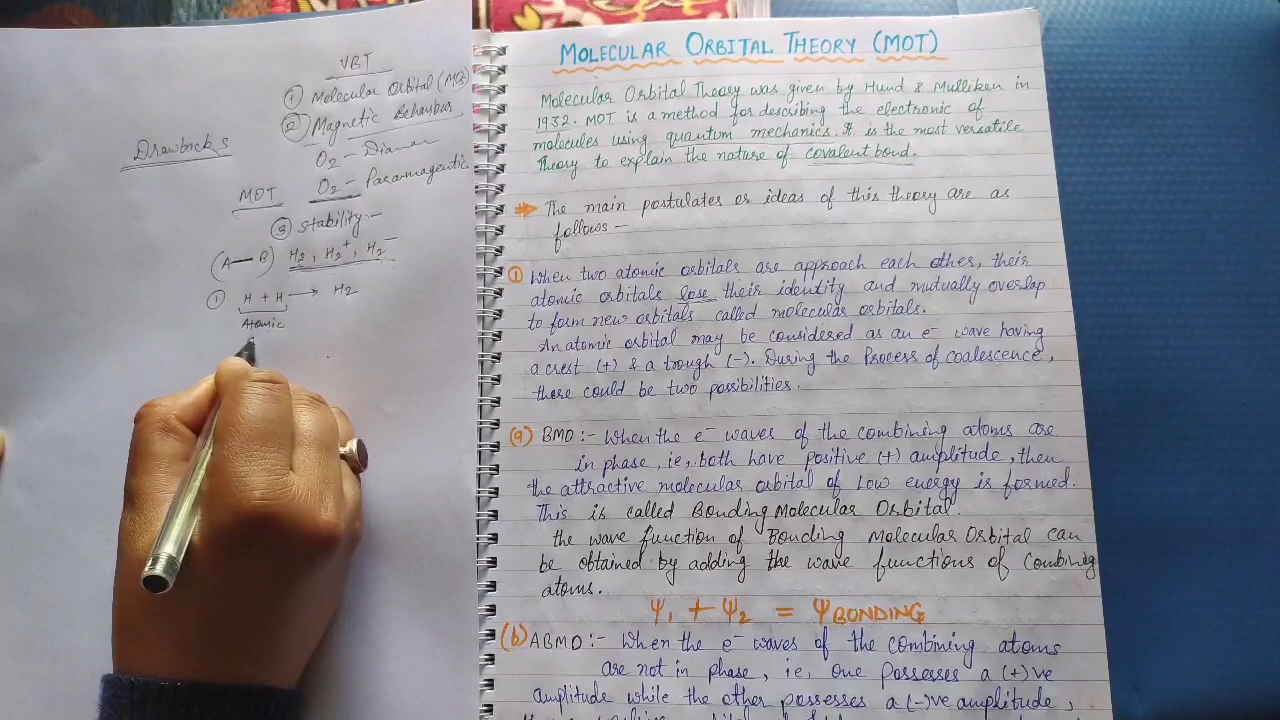 VBT
① Molecular Orbital (MOs)
② Magnetic Behaviour
Drawbacks
O2 - Diamag
O2 - Paramagentic
MOT
③ Stability -
(A — B) H2, H2+, H2-
① H + H → H2
Atomic
MOLECULAR ORBITAL THEORY (MOT)
Molecular Orbital Theory was given by Hund & Mulliken in
1932. MOT is a method for describing the electronic of
molecules using quantum mechanics. It is the most versatile
Theory to explain the nature of covalent bond.
The main postulates or ideas of this theory are as
follows -
① When two atomic orbitals are approach each other, their
atomic orbitals lose their identity and mutually overlap
to form new orbitals called molecular orbitals.
An atomic orbital may be considered as an e- wave having
a crest (+) & a trough (-). During the Process of coalescence,
there could be two possibilities.
(a) BMO :- When the e- waves of the combining atoms are
in phase, ie, both have positive (+) amplitude, then
the attractive molecular orbital of Low energy is formed.
This is called Bonding Molecular Orbital.
the wave function of Bonding Molecular Orbital can
be obtained by adding the wave functions of Combining
atoms.
Ψ1 + Ψ2 = Ψ BONDING
(b) ABMO :- When the e- waves of the combining atoms
are not in phase, ie, one Possesses a (+)ve
amplitude while the other possesses a (-)ve amplitude,